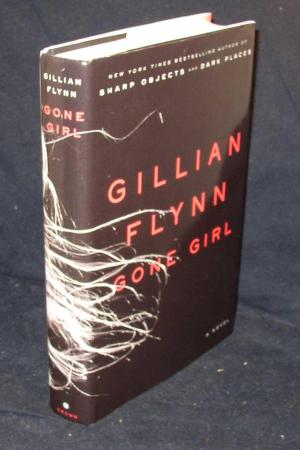 GILLIAN
FLYNN
GONE
GIRL
CROWN
NEW YORK TIMES BESTSELLING AUTHOR OF
SHARP OBJECTS AND DARK PLACES
GILLIAN
FLYNN
GONE GIRL
A NOVEL